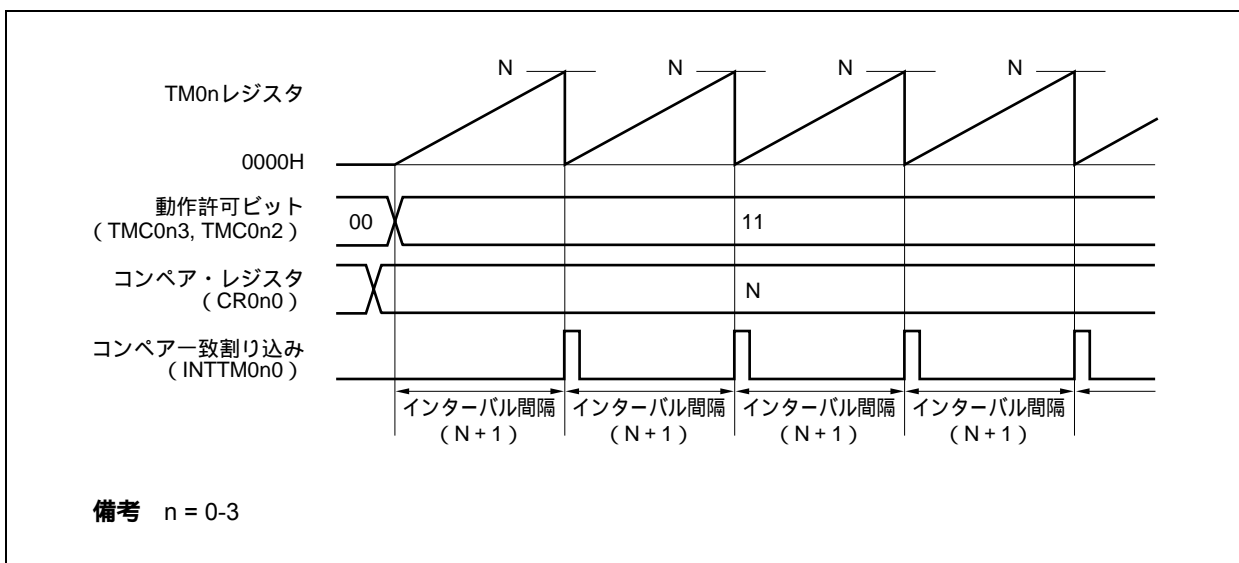 N N N N
TM0nレジスタ
0000H
動作許可ビット
（TMC0n3, TMC0n2）
00
11
コンペア・レジスタ
（CR0n0）
N
コンペア一致割り込み
（INTTM0n0）
インターバル間隔 インターバル間隔 インターバル間隔 インターバル間隔
（N + 1） （N + 1） （N + 1） （N + 1）
備考 n = 0-3